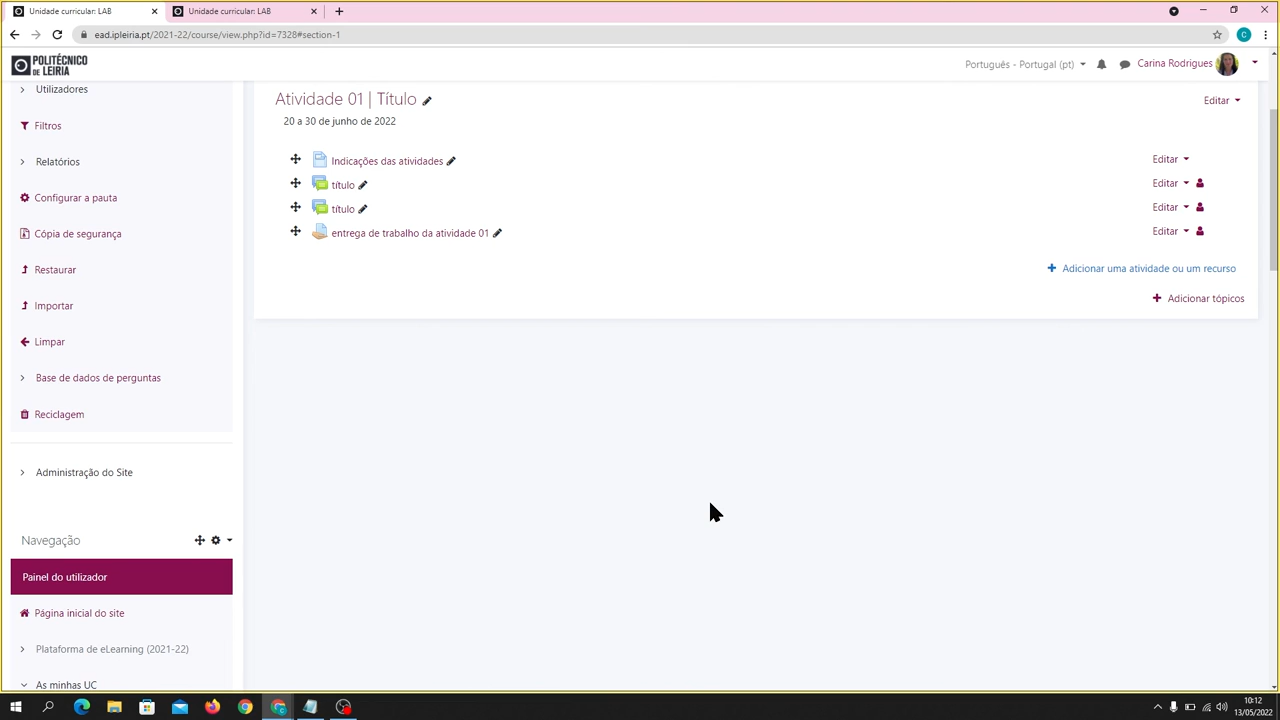 Unidade curricular: LAB
Unidade curricular: LAB
ead.ipleiria.pt/2021-22/course/view.php?id=7328#section-1
C
POLITÉCNICO
DE LEIRIA
Português - Portugal (pt)
Carina Rodrigues
Utilizadores
Filtros
Relatórios
Configurar a pauta
Cópia de segurança
Restaurar
Importar
Limpar
Base de dados de perguntas
Reciclagem
Administração do Site
Navegação
Painel do utilizador
Página inicial do site
Plataforma de eLearning (2021-22)
As minhas UC
Atividade 01 | Título
Editar
20 a 30 de junho de 2022
Indicações das atividades
Editar
título
Editar
título
Editar
entrega de trabalho da atividade 01
Editar
Adicionar uma atividade ou um recurso
Adicionar tópicos
10:12
13/05/2022